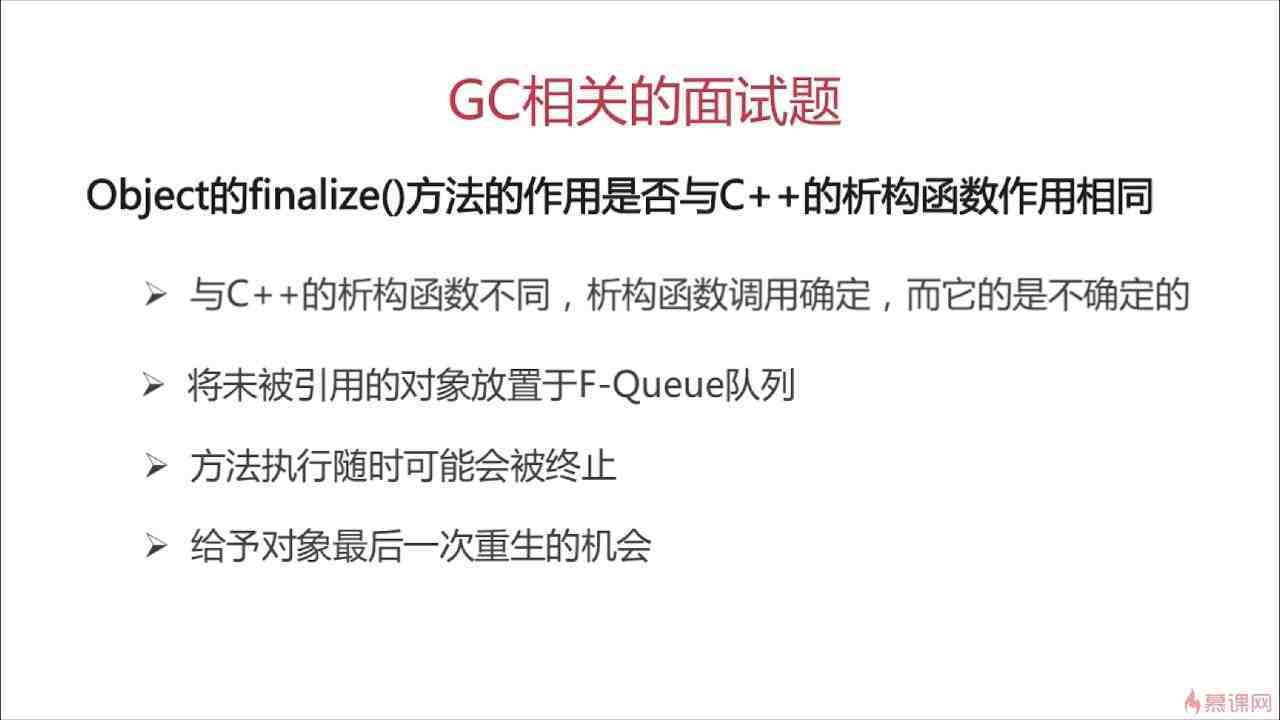 GC相关的面试题
Object的finalize()方法的作用是否与C++的析构函数作用相同
➢ 与C++的析构函数不同，析构函数调用确定，而它的是不确定的
➢ 将未被引用的对象放置于F-Queue队列
➢ 方法执行随时可能会被终止
➢ 给予对象最后一次重生的机会
慕课网